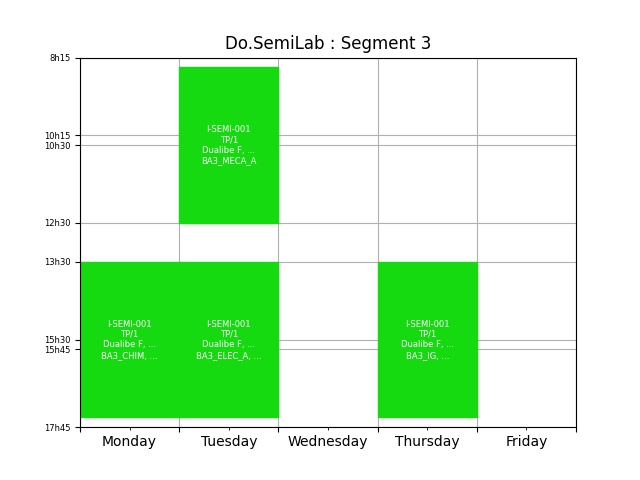 Do.SemiLab : Segment 3
8h15
I-SEMI-001
TP/1
Dualibe F, ...
BA3_MECA_A
10h15
10h30
12h30
13h30
I-SEMI-001
TP/1
Dualibe F, ...
BA3_CHIM, ...
I-SEMI-001
TP/1
Dualibe F, ...
BA3_ELEC_A, ...
I-SEMI-001
TP/1
Dualibe F, ...
BA3_IG, ...
15h30
15h45
17h45
Monday
Tuesday
Wednesday
Thursday
Friday